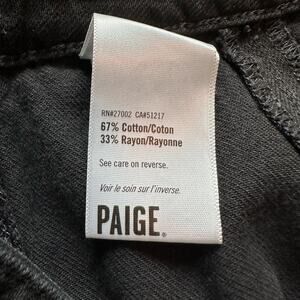 RN#27002 CA#51217
67% Cotton/Coton
33% Rayon/Rayonne
See care on reverse.
Voir le soin sur l'inverse.
PAIGE®